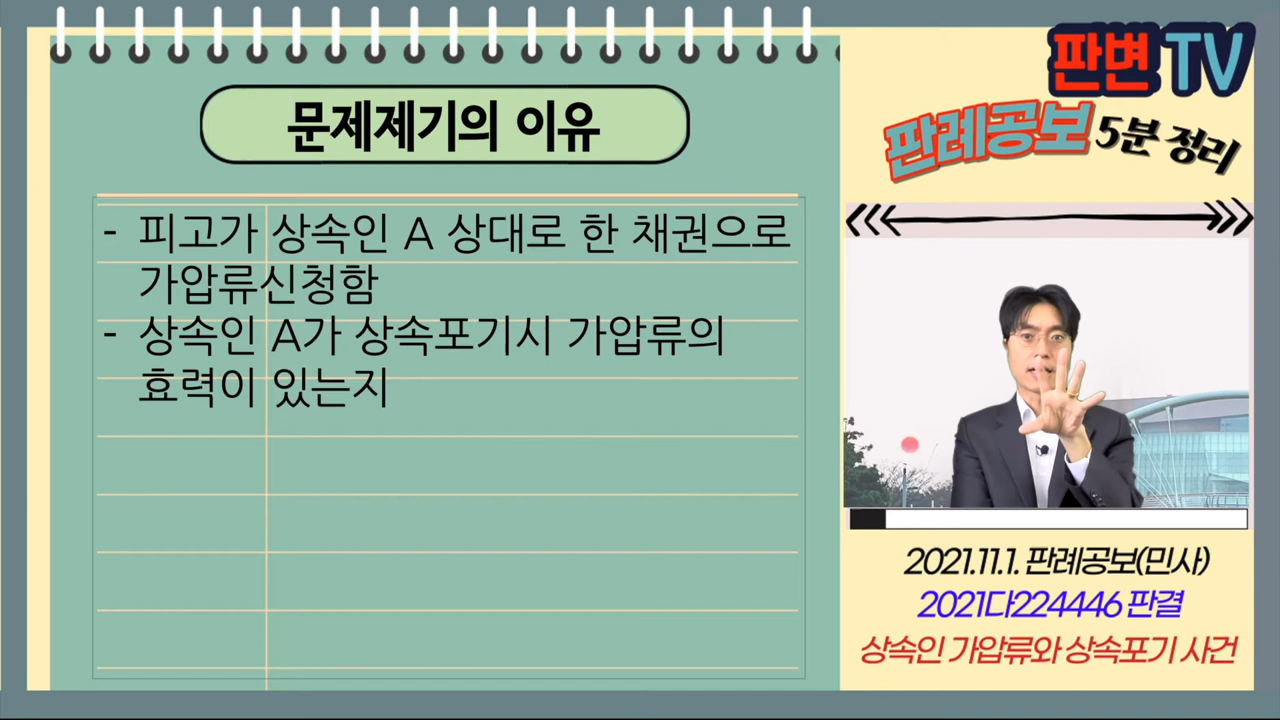 판변 TV
판례공보 5분 정리
문제제기의 이유
- 피고가 상속인 A 상대로 한 채권으로
가압류신청함
- 상속인 A가 상속포기시 가압류의
효력이 있는지
2021.11.1. 판례공보(민사)
2021다224446 판결
상속인 가압류와 상속포기 사건